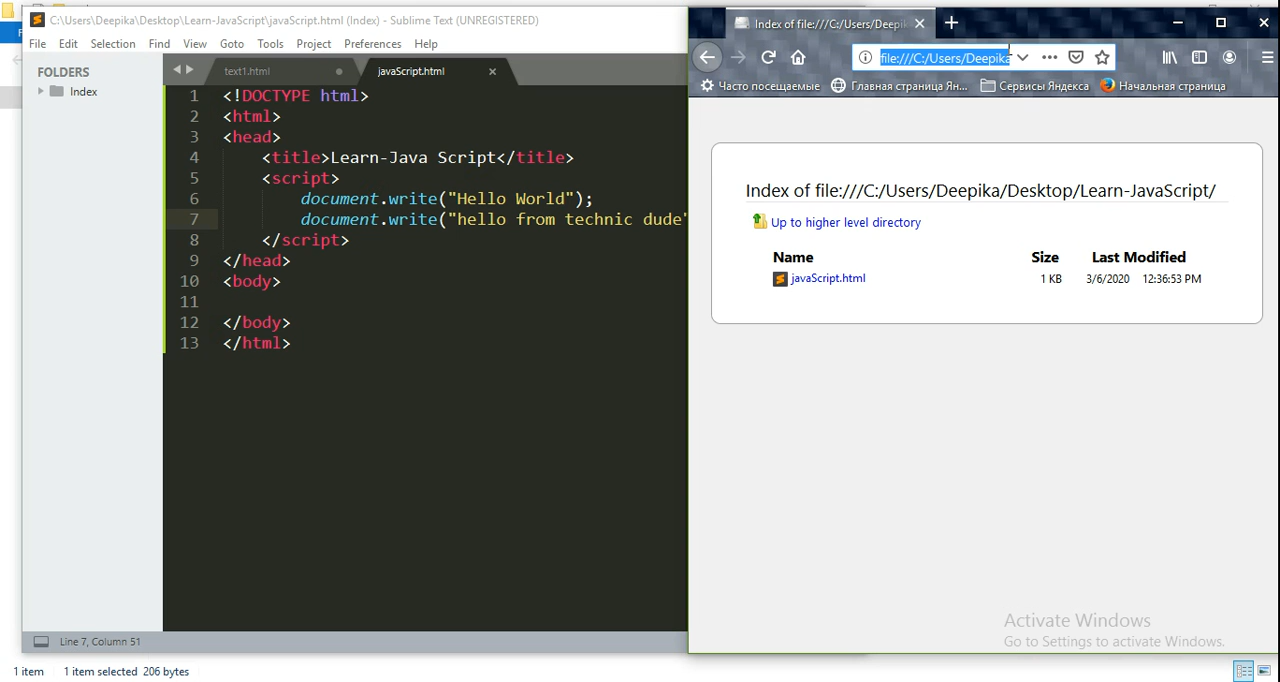 C:\Users\Deepika\Desktop\Learn-JavaScript\javaScript.html (Index) - Sublime Text (UNREGISTERED)
File Edit Selection Find View Goto Tools Project Preferences Help
FOLDERS
Index
text1.html
javaScript.html
1 <!DOCTYPE html>
2 <html>
3 <head>
4 <title>Learn-Java Script</title>
5 <script>
6 document.write("Hello World");
7 document.write("hello from technic dude"
8 </script>
9 </head>
10 <body>
11
12 </body>
13 </html>
Line 7, Column 51
1 item 1 item selected 206 bytes
Index of file:///C:/Users/Deepi
file:///C:/Users/Deepika
Часто посещаемые Главная страница Ян... Сервисы Яндекса Начальная страница
Index of file:///C:/Users/Deepika/Desktop/Learn-JavaScript/
Up to higher level directory
Name Size Last Modified
javaScript.html 1 KB 3/6/2020 12:36:53 PM
Activate Windows
Go to Settings to activate Windows.